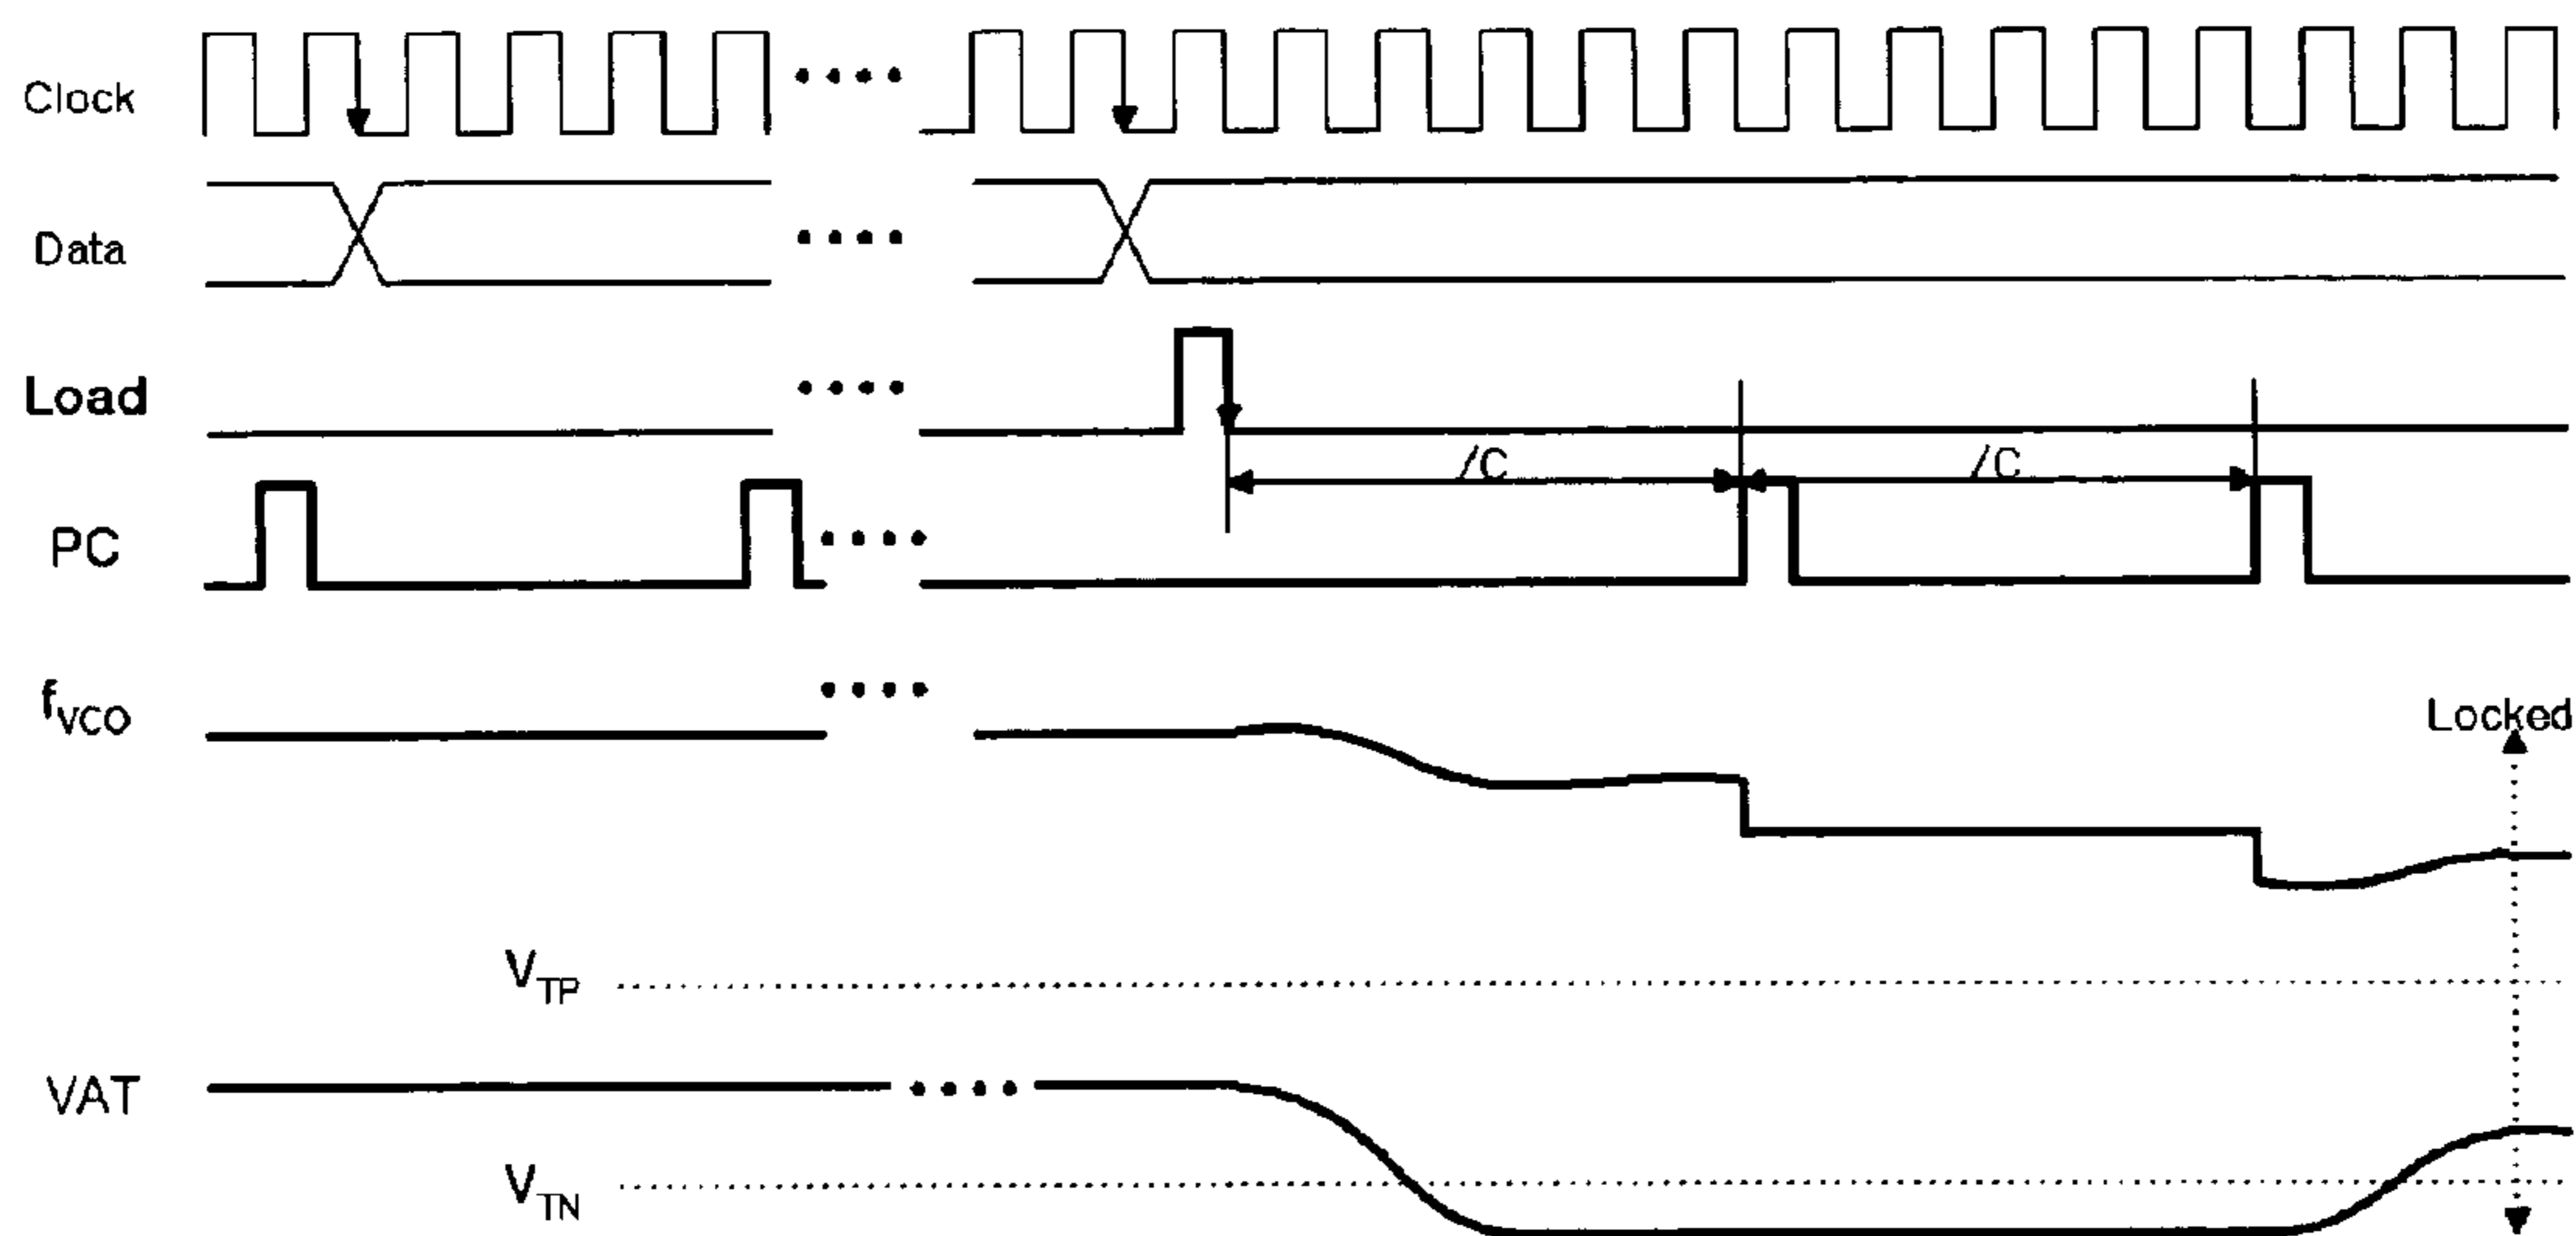 Clock
Data
Load
/C /C
PC
fVCO
Locked
VTP
VAT
VTN